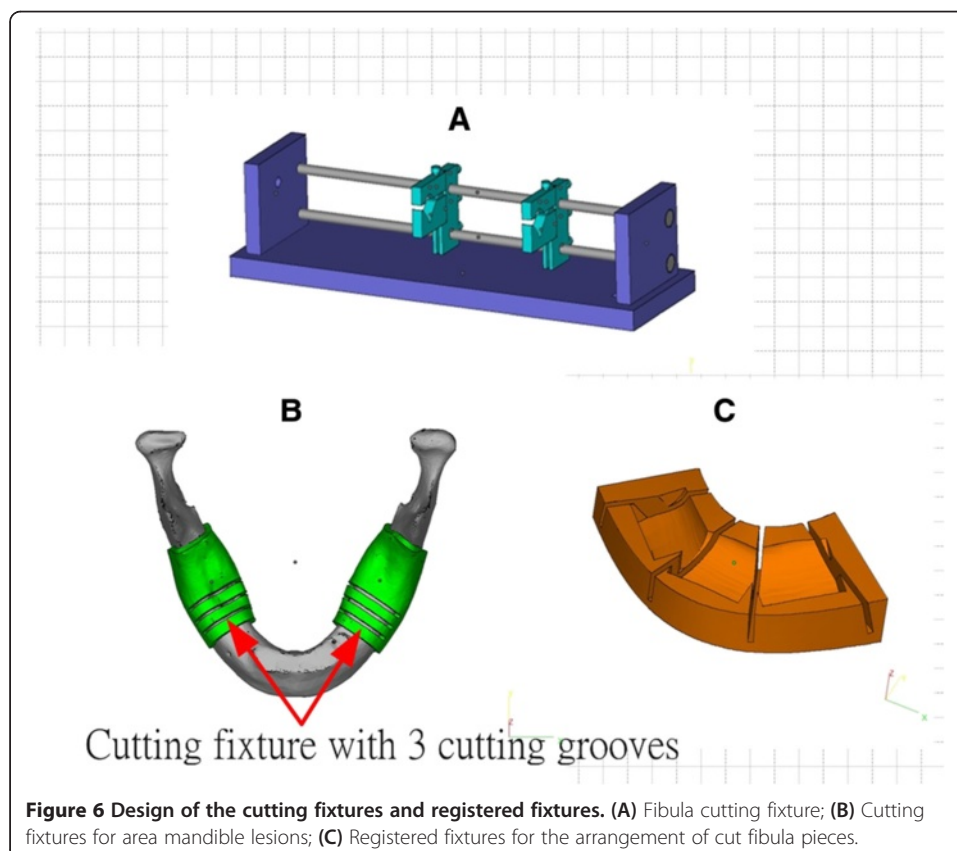 A
B
C
Cutting fixture with 3 cutting grooves
Figure 6 Design of the cutting fixtures and registered fixtures. (A) Fibula cutting fixture; (B) Cutting
fixtures for area mandible lesions; (C) Registered fixtures for the arrangement of cut fibula pieces.